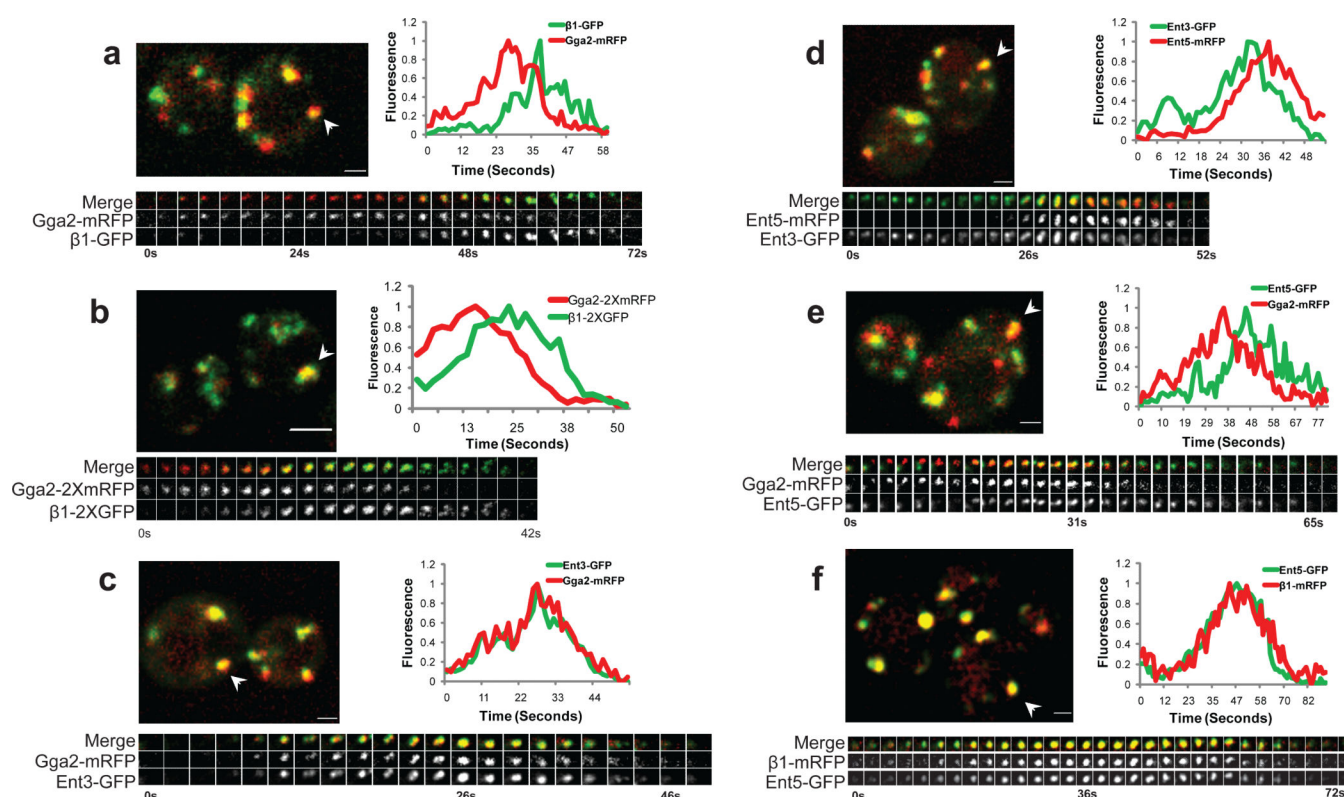 a
β1-GFP
Gga2-mRFP
Fluorescence
1.2
1
0.8
0.6
0.4
0.2
0
0 11 23 35 47 58
Time (Seconds)
Merge
Gga2-mRFP
β1-GFP
0s 24s 48s 72s
b
Gga2-2XmRFP
β1-2XGFP
Fluorescence
1.2
1
0.8
0.6
0.4
0.2
0
0 13 25 38 50
Time (Seconds)
Merge
Gga2-2XmRFP
β1-2XGFP
0s 42s
c
Ent3-GFP
Gga2-mRFP
Fluorescence
1.2
1
0.8
0.6
0.4
0.2
0
0 11 22 33 44
Time (Seconds)
Merge
Gga2-mRFP
Ent3-GFP
0s 26s 46s
d
Ent3-GFP
Ent5-mRFP
Fluorescence
1.2
1
0.8
0.6
0.4
0.2
0
0 6 12 18 24 30 36 42 48
Time (Seconds)
Merge
Ent5-mRFP
Ent3-GFP
0s 26s 52s
e
Ent5-GFP
Gga2-mRFP
Fluorescence
1.2
1
0.8
0.6
0.4
0.2
0
0 10 19 29 38 48 58 67 77
Time (Seconds)
Merge
Gga2-mRFP
Ent5-GFP
0s 31s 65s
f
Ent5-GFP
β1-mRFP
Fluorescence
1.2
1
0.8
0.6
0.4
0.2
0
0 12 23 35 47 58 70 82
Time (Seconds)
Merge
β1-mRFP
Ent5-GFP
0s 36s 72s